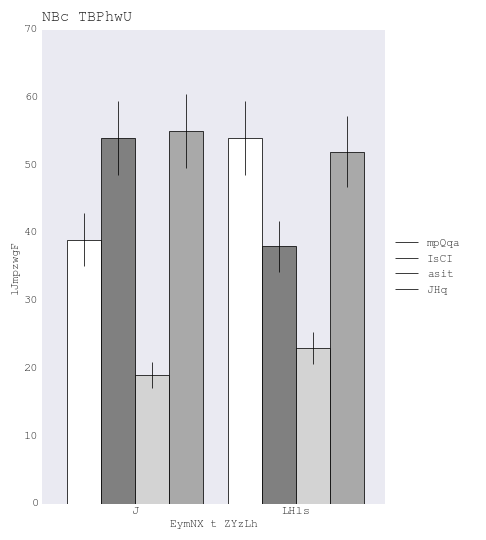 NBc TBPhwU
70
60
50
40
30
20
10
0
lJmpzwgF
J
LHls
EymNX t ZYzLh
mpQqa
IsCI
asit
JHq